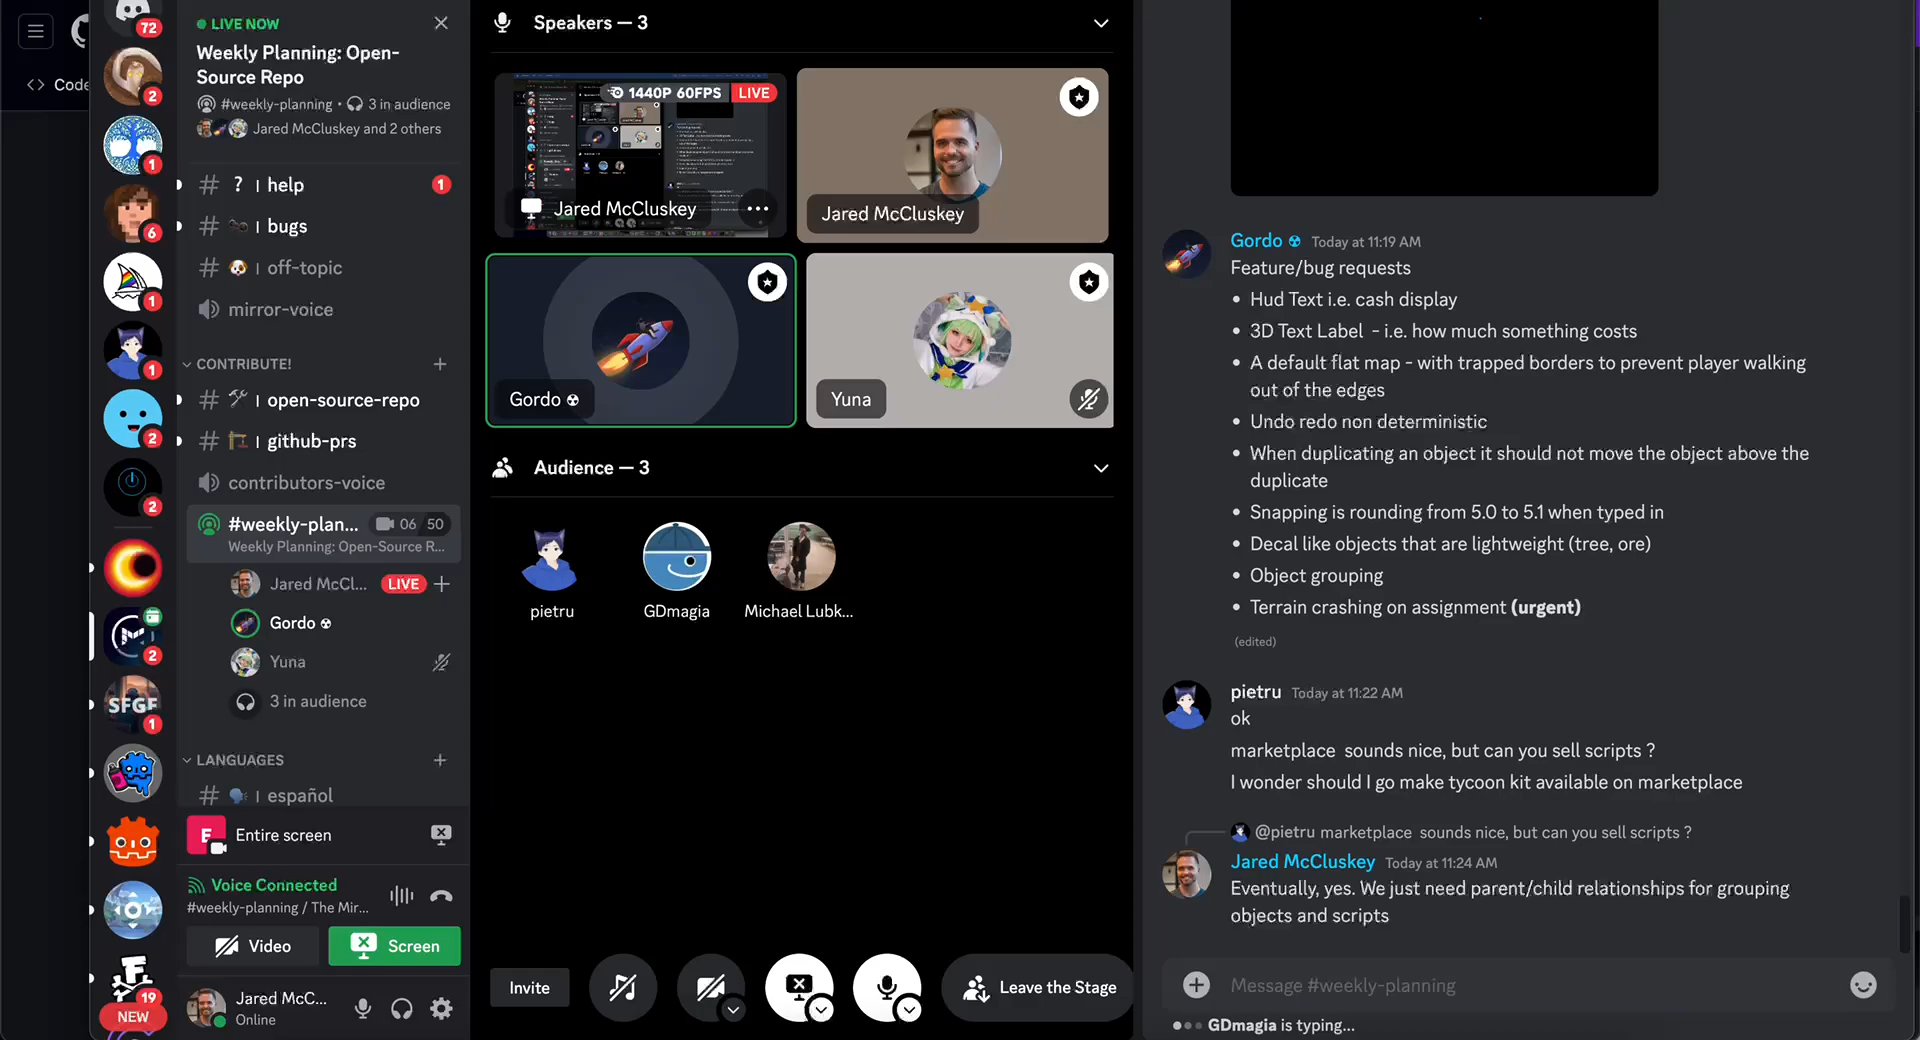 Code
72
2
1
6
1
1
2
2
2
SFGF
1
19
NEW
LIVE NOW
Weekly Planning: Open-
Source Repo
#weekly-planning • 3 in audience
Jared McCluskey and 2 others
# ? | help 1
# | bugs
# | off-topic
mirror-voice
CONTRIBUTE!
# | open-source-repo
# | github-prs
contributors-voice
#weekly-plan... 06 50
Weekly Planning: Open-Source R...
Jared McCl... LIVE
Gordo ☢
Yuna
3 in audience
LANGUAGES
# | español
Entire screen
Voice Connected
#weekly-planning / The Mir...
Video
Screen
Jared McC...
Online
Speakers — 3
1440P 60FPS LIVE
Jared McCluskey
Jared McCluskey
Gordo ☢
Yuna
Audience — 3
pietru
GDmagia
Michael Lubk...
Invite
Leave the Stage
Gordo ☢ Today at 11:19 AM
Feature/bug requests
• Hud Text i.e. cash display
• 3D Text Label - i.e. how much something costs
• A default flat map - with trapped borders to prevent player walking
out of the edges
• Undo redo non deterministic
• When duplicating an object it should not move the object above the
duplicate
• Snapping is rounding from 5.0 to 5.1 when typed in
• Decal like objects that are lightweight (tree, ore)
• Object grouping
• Terrain crashing on assignment (urgent)
(edited)
pietru Today at 11:22 AM
ok
marketplace sounds nice, but can you sell scripts ?
I wonder should I go make tycoon kit available on marketplace
@pietru marketplace sounds nice, but can you sell scripts ?
Jared McCluskey Today at 11:24 AM
Eventually, yes. We just need parent/child relationships for grouping
objects and scripts
Message #weekly-planning
GDmagia is typing...